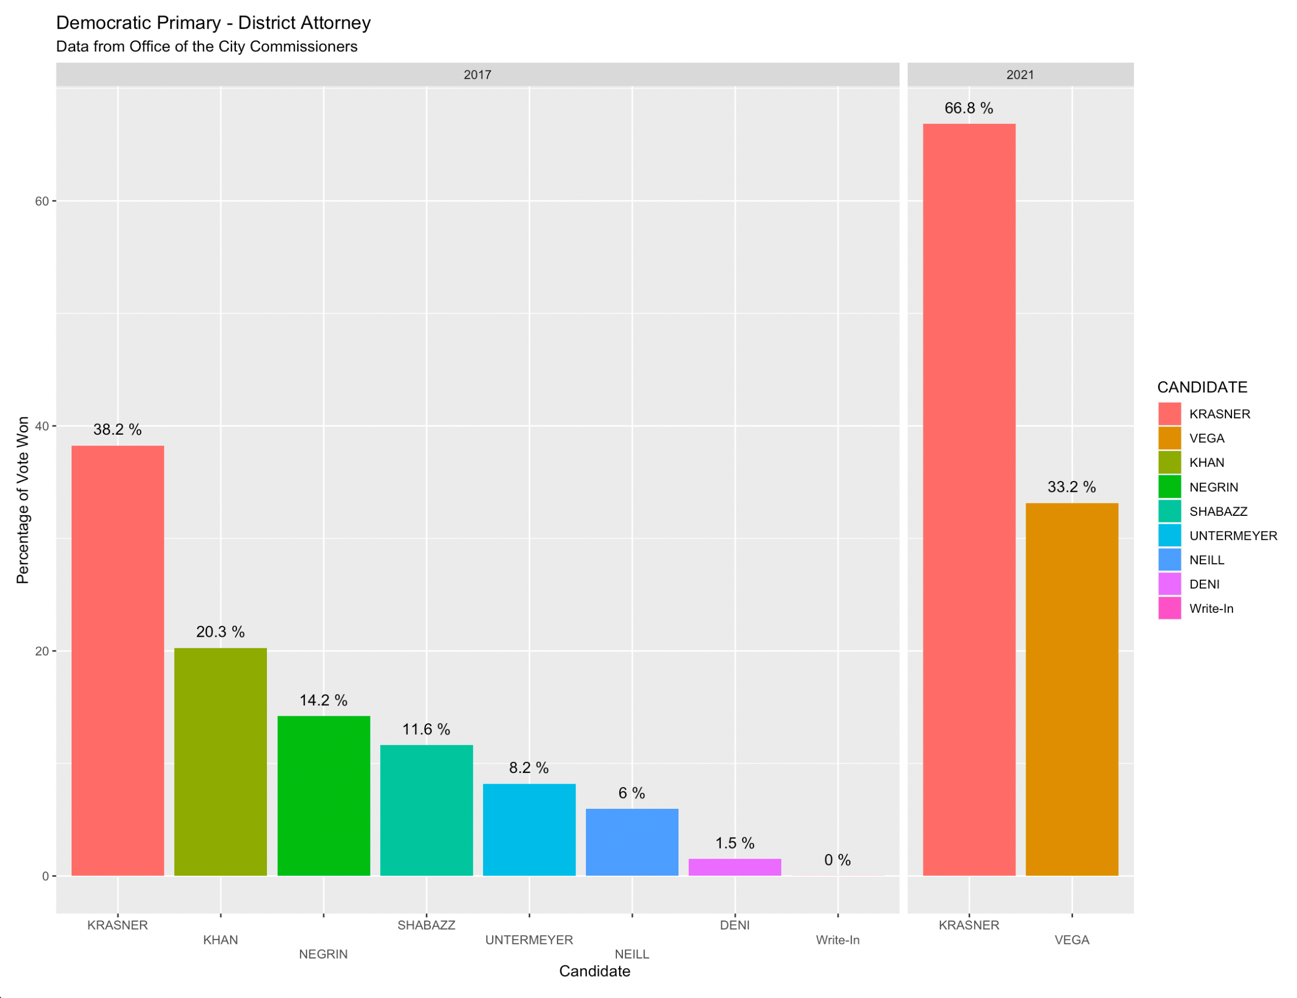 Democratic Primary - District Attorney
Data from Office of the City Commissioners
2017
2021
Percentage of Vote Won
60
40
20
0
38.2 %
20.3 %
14.2 %
11.6 %
8.2 %
6 %
1.5 %
0 %
66.8 %
33.2 %
KRASNER
KHAN
NEGRIN
SHABAZZ
UNTERMEYER
NEILL
DENI
Write-In
KRASNER
VEGA
Candidate
CANDIDATE
KRASNER
VEGA
KHAN
NEGRIN
SHABAZZ
UNTERMEYER
NEILL
DENI
Write-In